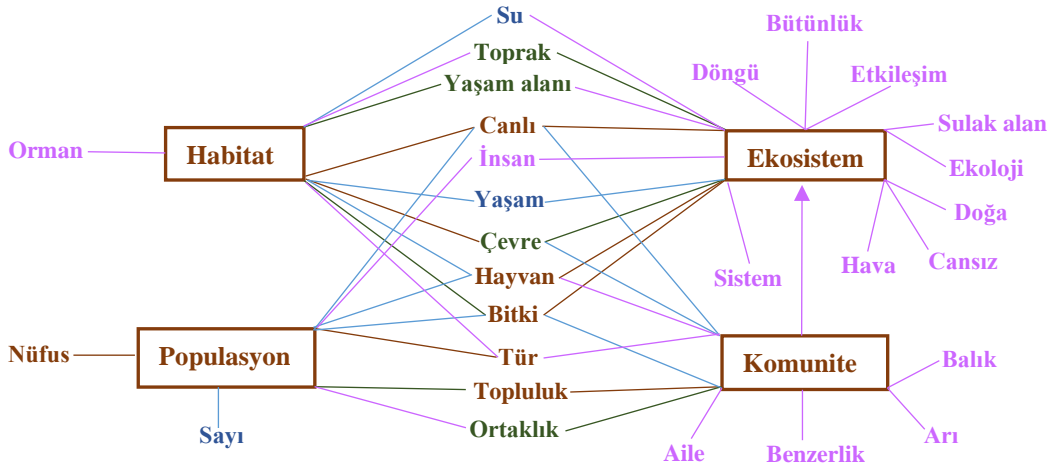 Su
Bütünlük
Toprak
Döngü
Etkileşim
Yaşam alanı
Canlı
Sulak alan
Orman
Habitat
İnsan
Ekosistem
Ekoloji
Yaşam
Doğa
Çevre
Hayvan
Sistem
Hava
Cansız
Bitki
Nüfus
Populasyon
Tür
Komunite
Balık
Topluluk
Sayı
Ortaklık
Aile
Benzerlik
Arı